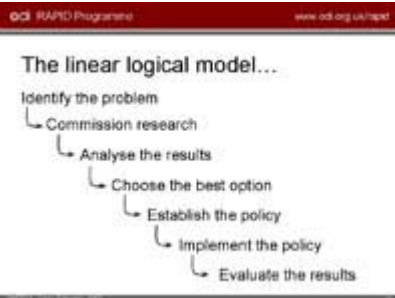 odi RAPID Programme
www.odi.org.uk/rapid
The linear logical model…
Identify the problem
Commission research
Analyse the results
Choose the best option
Establish the policy
Implement the policy
Evaluate the results